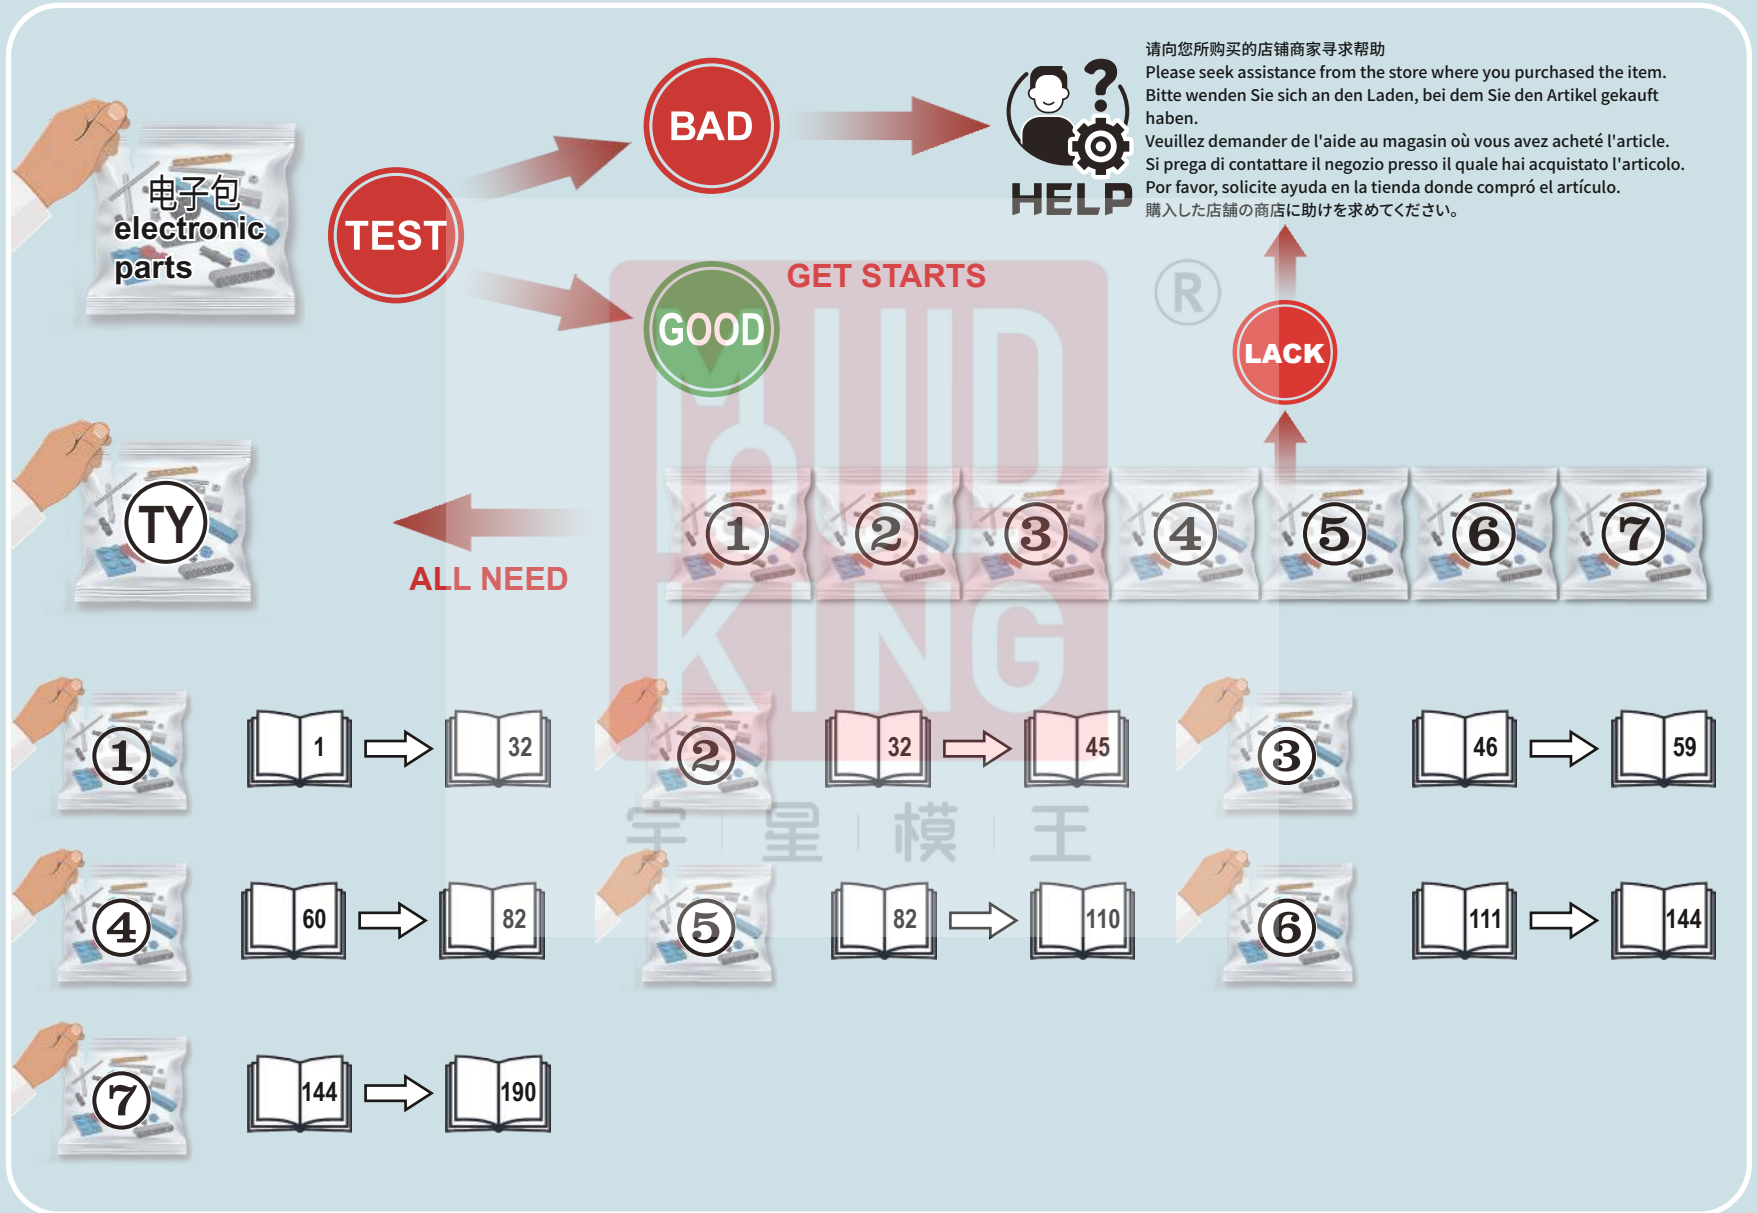 请向您所购买的店铺商家寻求帮助
Please seek assistance from the store where you purchased the item.
Bitte wenden Sie sich an den Laden, bei dem Sie den Artikel gekauft
haben.
Veuillez demander de l'aide au magasin où vous avez acheté l'article.
Si prega di contattare il negozio presso il quale hai acquistato l'articolo.
Por favor, solicite ayuda en la tienda donde compró el artículo.
購入した店舗の商店に助けを求めてください。
HELP
BAD
电子包
electronic
parts
TEST
GOOD
GET STARTS
LACK
TY
ALL NEED
1 2 3 4 5 6 7
MOULD
KING
®
宇星模王
1 1 32
2 32 45
3 46 59
4 60 82
5 82 110
6 111 144
7 144 190